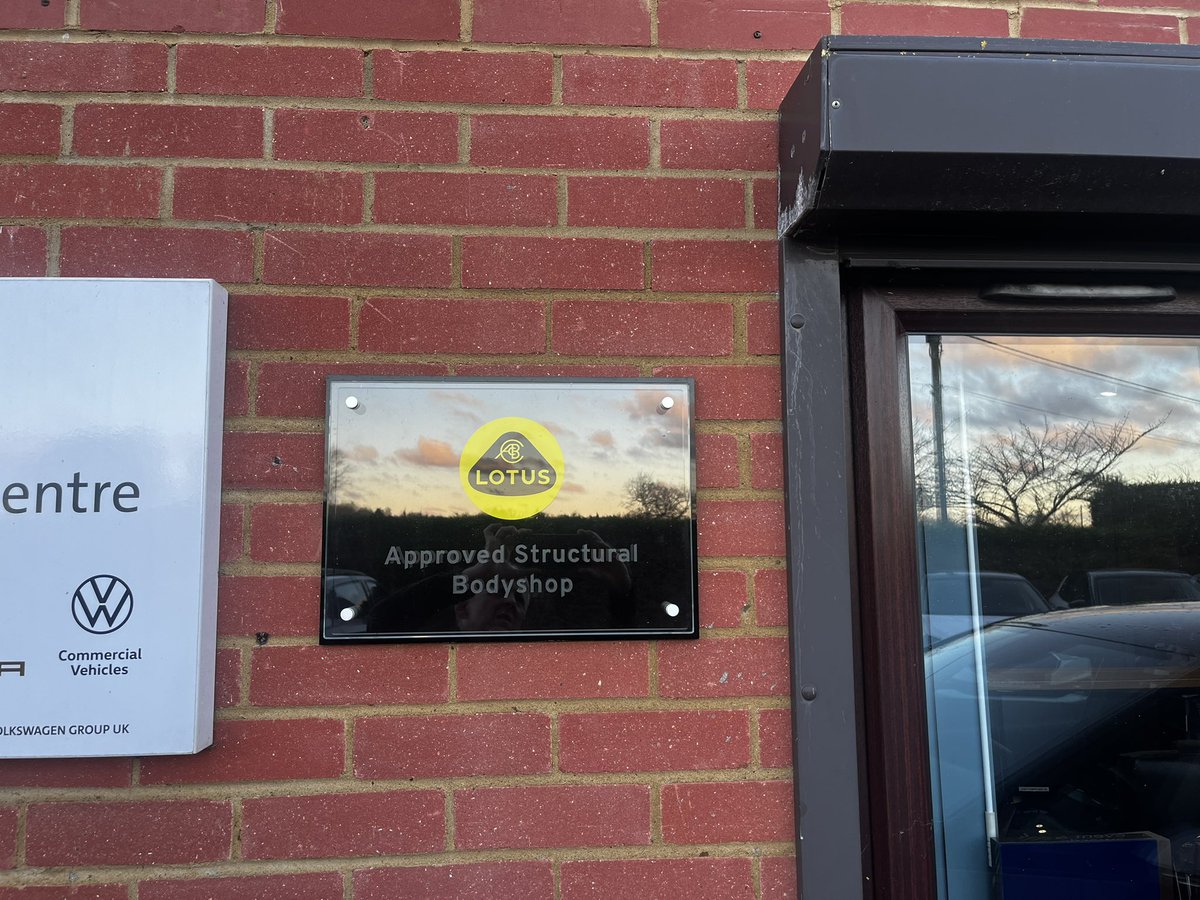 entre
Commercial
Vehicles
OLKSWAGEN GROUP UK
LOTUS
Approved Structural
Bodyshop